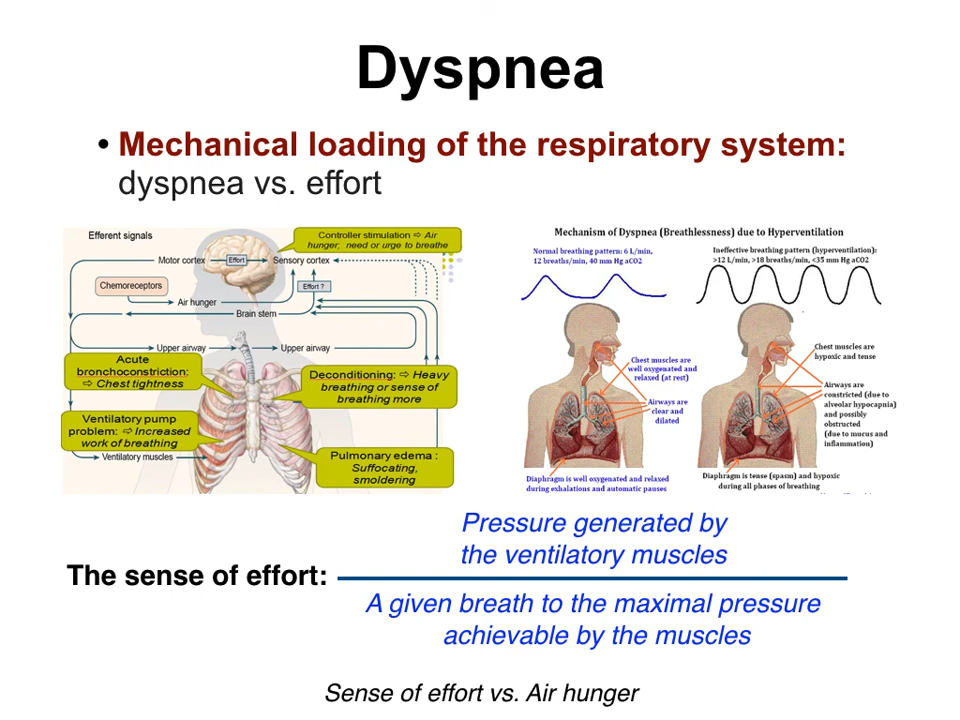 Dyspnea
• Mechanical loading of the respiratory system:
dyspnea vs. effort
Efferent signals
Controller stimulation ⇨ Air
hunger; need or urge to breathe
Motor cortex
Effort
Sensory cortex
Chemoreceptors
Effort ?
Air hunger
Brain stem
Upper airway
Upper airway
Acute
bronchoconstriction:
⇨ Chest tightness
Deconditioning: ⇨ Heavy
breathing or sense of
breathing more
Ventilatory pump
problem: ⇨ Increased
work of breathing
Ventilatory muscles
Pulmonary edema :
Suffocating,
smoldering
Mechanism of Dyspnea (Breathlessness) due to Hyperventilation
Normal breathing pattern: 6 L/min,
12 breaths/min, 40 mm Hg aCO2
Ineffective breathing pattern (hyperventilation):
>12 L/min, >18 breaths/min, <35 mm Hg aCO2
Chest muscles are
well oxygenated and
relaxed (at rest)
Airways are
clear and
dilated
Diaphragm is well oxygenated and relaxed
during exhalations and automatic pauses
Chest muscles are
hypoxic and tense
Airways are
constricted (due to
alveolar hypocapnia)
and possibly
obstructed
(due to mucus and
inflammation)
Diaphragm is tense (spasm) and hypoxic
during all phases of breathing
The sense of effort:
Pressure generated by
the ventilatory muscles
A given breath to the maximal pressure
achievable by the muscles
Sense of effort vs. Air hunger